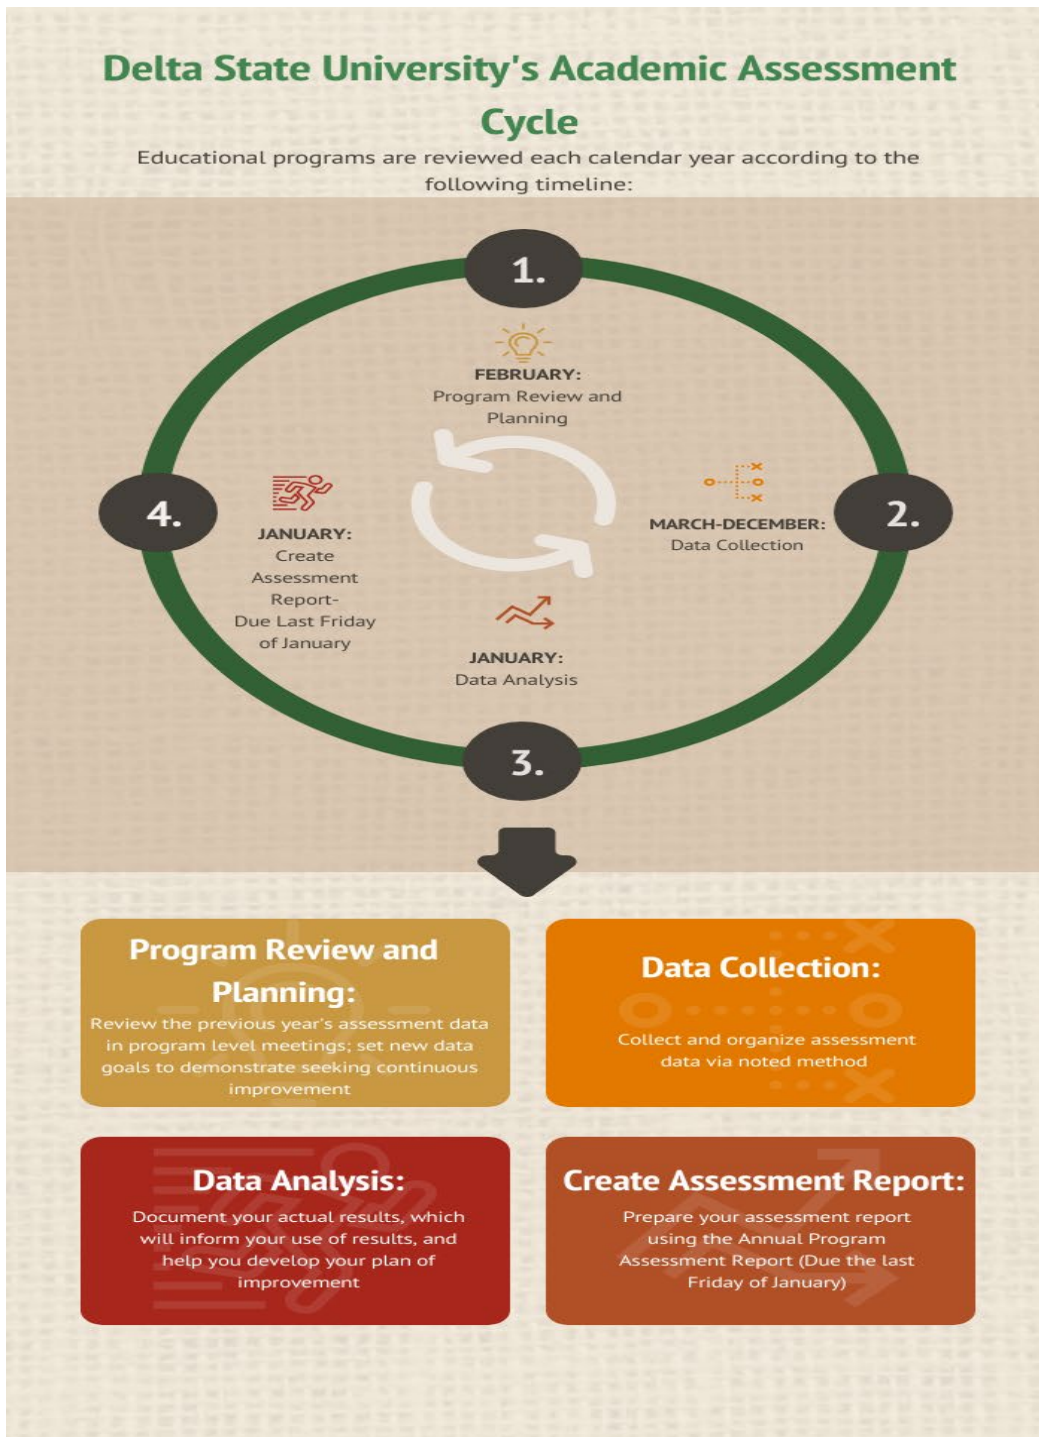 Delta State University's Academic Assessment
Cycle
Educational programs are reviewed each calendar year according to the
following timeline:
1.
FEBRUARY:
Program Review and
Planning
2.
MARCH-DECEMBER:
Data Collection
4.
JANUARY:
Create
Assessment
Report-
Due Last Friday
of January
JANUARY:
Data Analysis
3.
Program Review and
Planning:
Review the previous year's assessment data
in program level meetings; set new data
goals to demonstrate seeking continuous
improvement
Data Collection:
Collect and organize assessment
data via noted method
Data Analysis:
Document your actual results, which
will inform your use of results, and
help you develop your plan of
improvement
Create Assessment Report:
Prepare your assessment report
using the Annual Program
Assessment Report (Due the last
Friday of January)